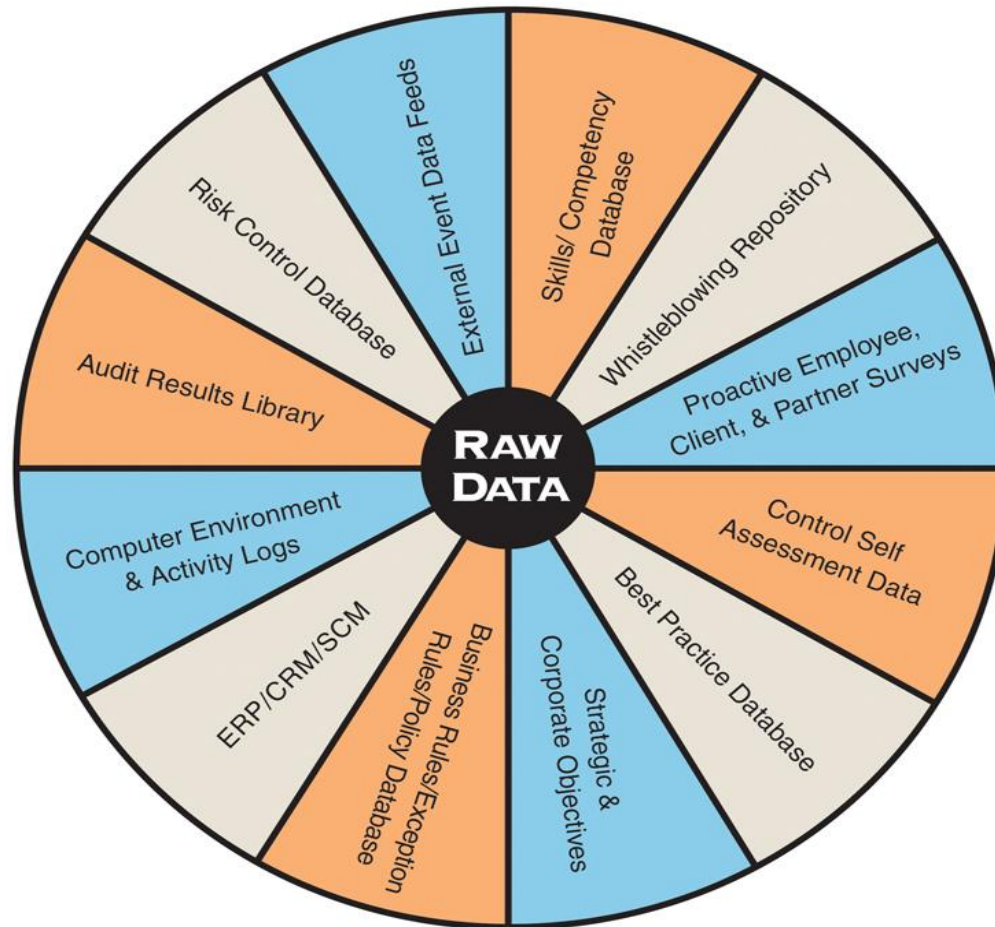 External Event Data Feeds
Skills/ Competency
Database
Whistleblowing Repository
Proactive Employee,
Client, & Partner Surveys
Control Self
Assessment Data
Best Practice Database
Strategic &
Corporate Objectives
Business Rules/Exception
Rules/Policy Database
ERP/CRM/SCM
Computer Environment
& Activity Logs
Audit Results Library
Risk Control Database
RAW
DATA